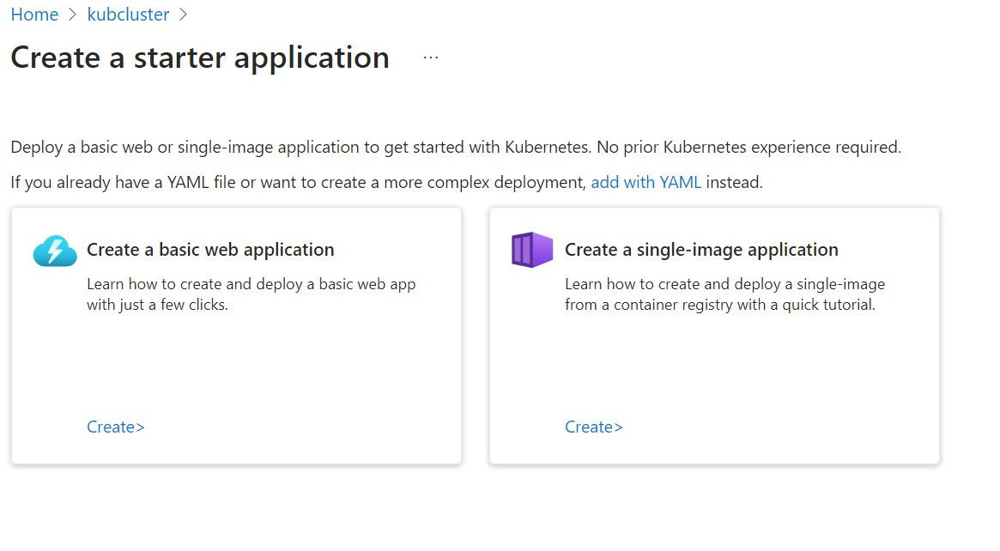 Home > kubcluster >
Create a starter application ...
Deploy a basic web or single-image application to get started with Kubernetes. No prior Kubernetes experience required.
If you already have a YAML file or want to create a more complex deployment, add with YAML instead.
Create a basic web application
Learn how to create and deploy a basic web app
with just a few clicks.
Create>
Create a single-image application
Learn how to create and deploy a single-image
from a container registry with a quick tutorial.
Create>